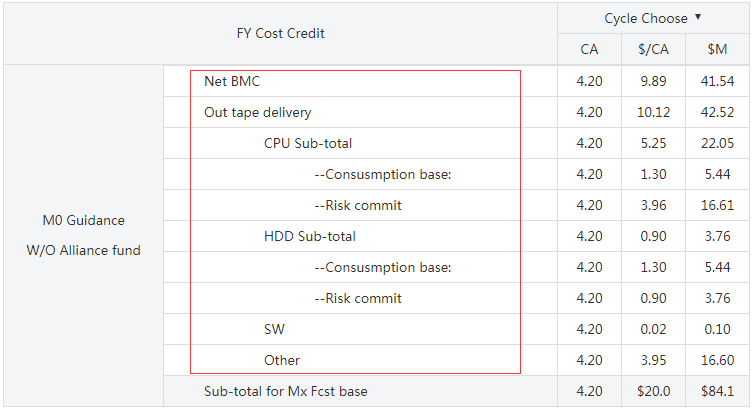 FY Cost Credit Cycle Choose ▼
CA $/CA $M
M0 Guidance
W/O Alliance fund
Net BMC 4.20 9.89 41.54
Out tape delivery 4.20 10.12 42.52
CPU Sub-total 4.20 5.25 22.05
--Consusmption base: 4.20 1.30 5.44
--Risk commit 4.20 3.96 16.61
HDD Sub-total 4.20 0.90 3.76
--Consusmption base: 4.20 1.30 5.44
--Risk commit 4.20 0.90 3.76
SW 4.20 0.02 0.10
Other 4.20 3.95 16.60
Sub-total for Mx Fcst base 4.20 $20.0 $84.1